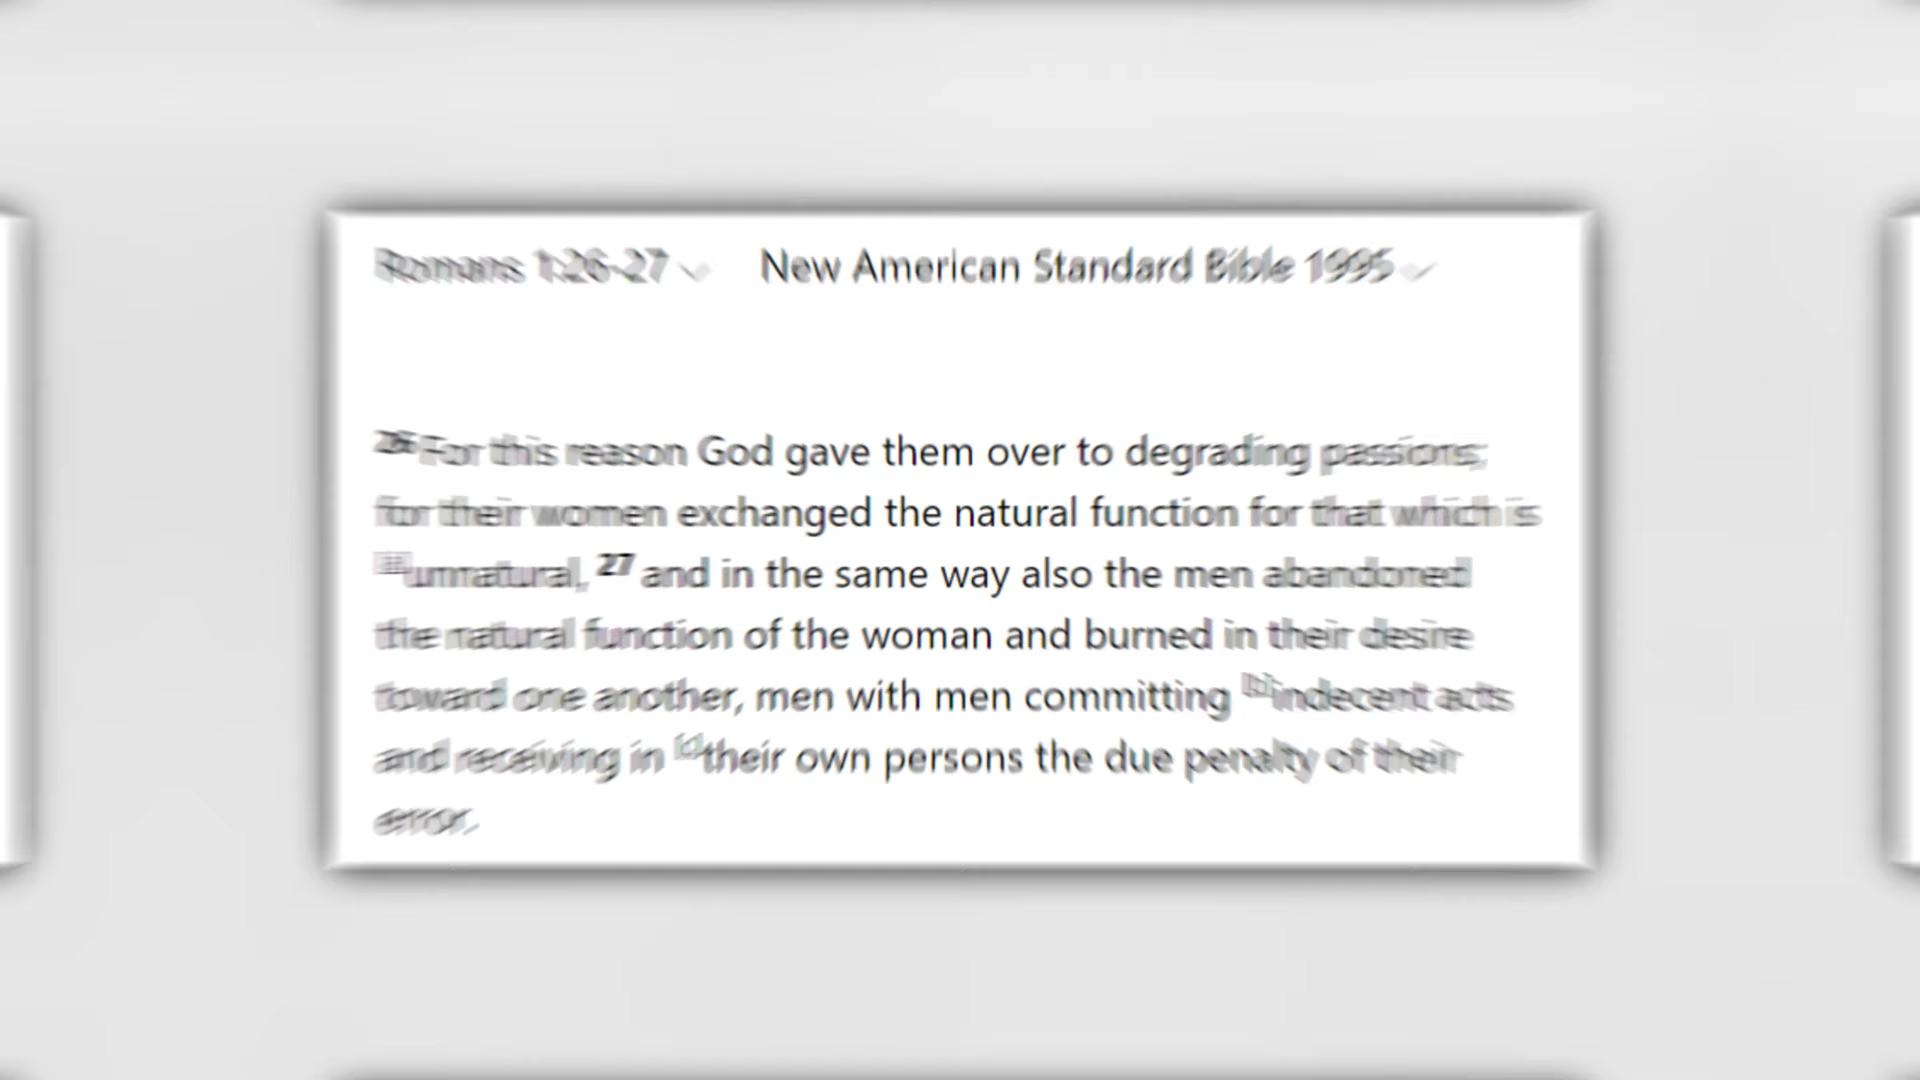 Romans 1:26-27 New American Standard Bible 1995
26 For this reason God gave them over to degrading passions;
for their women exchanged the natural function for that which is
[a]unnatural, 27 and in the same way also the men abandoned
the natural function of the woman and burned in their desire
toward one another, men with men committing [b]indecent acts
and receiving in [c]their own persons the due penalty of their
error.